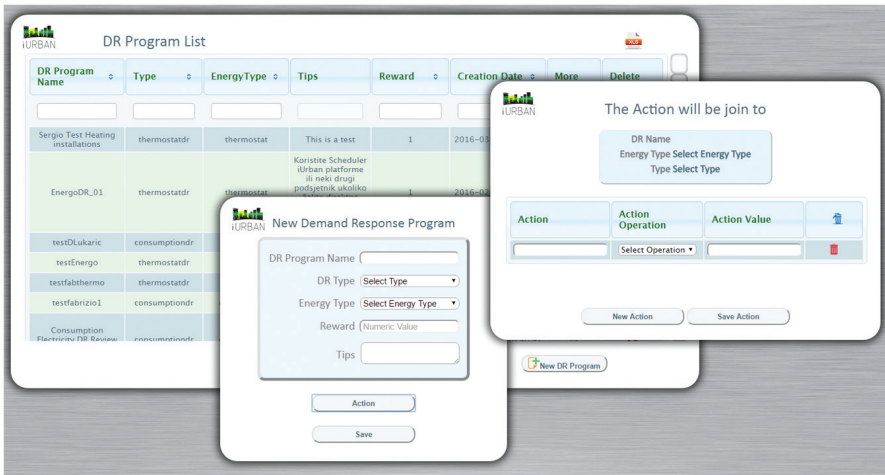 iURBAN
DR Program List
XLS
DR Program Name
Type
EnergyType
Tips
Reward
Creation Date
More
Delete
Sergio Test Heating installations
thermostatdr
thermostat
This is a test
1
2016-03
EnergoDR_01
thermostatdr
thermostat
Koristite Scheduler
iUrban platforme
ili neki drugi
podsjetnik ukoliko
1
2016-02
testDLukaric
consumptiondr
testEnergo
thermostatdr
testfabthermo
thermostatdr
testfabrizio1
consumptiondr
Consumption
Electricity DR Review
consumptiondr
New DR Program
iURBAN
New Demand Response Program
DR Program Name
DR Type Select Type
Energy Type Select Energy Type
Reward Numeric Value
Tips
Action
Save
iURBAN
The Action will be join to
DR Name
Energy Type Select Energy Type
Type Select Type
Action
Action Operation
Action Value
Select Operation
New Action
Save Action